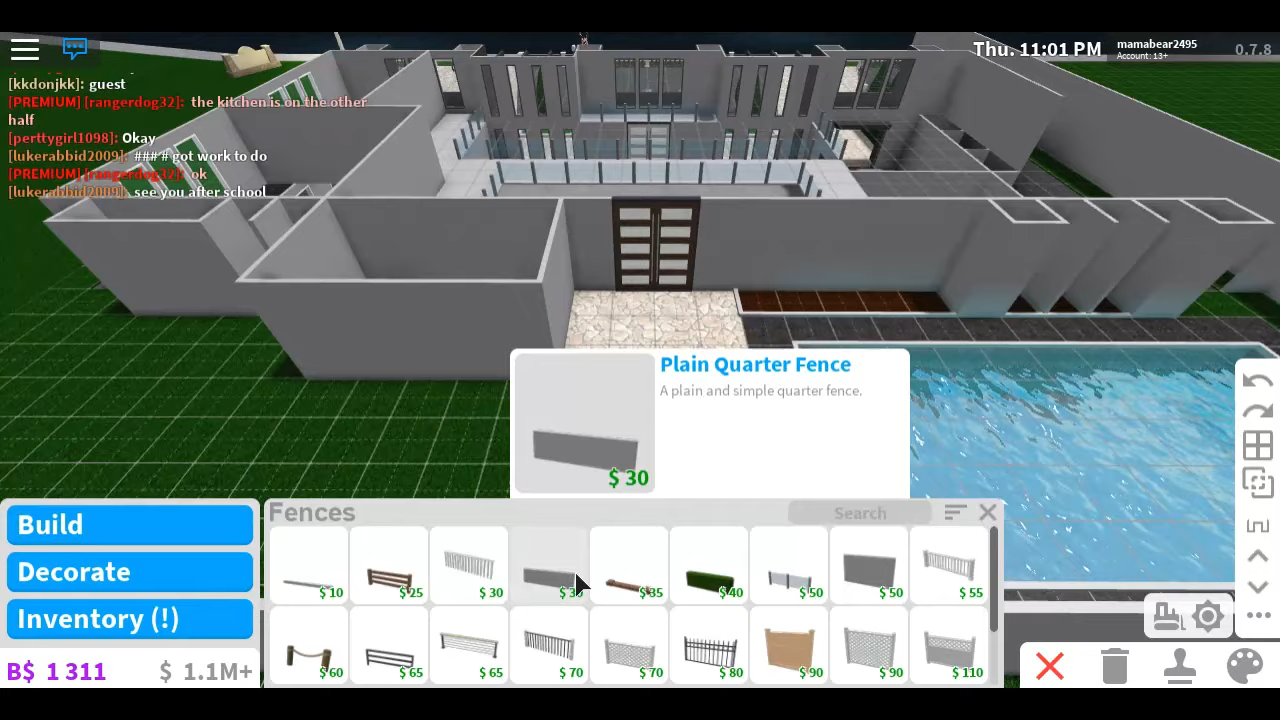 Thu. 11:01 PM
mamabear2495
Account: 13+
0.7.8
[kkdonjkk]: guest
[PREMIUM] [rangerdog32]: the kitchen is on the other
half
[perttygirl1098]: Okay
[lukerabbid2009]: #### got work to do
[PREMIUM] [rangerdog32]: ok
[lukerabbid2009]: see you after school
Plain Quarter Fence
A plain and simple quarter fence.
$ 30
Build
Decorate
Inventory (!)
B$ 1 311
$ 1.1M+
Fences
Search
$ 10
$ 25
$ 30
$ 35
$ 40
$ 50
$ 50
$ 55
$ 60
$ 65
$ 65
$ 70
$ 70
$ 80
$ 90
$ 90
$ 110